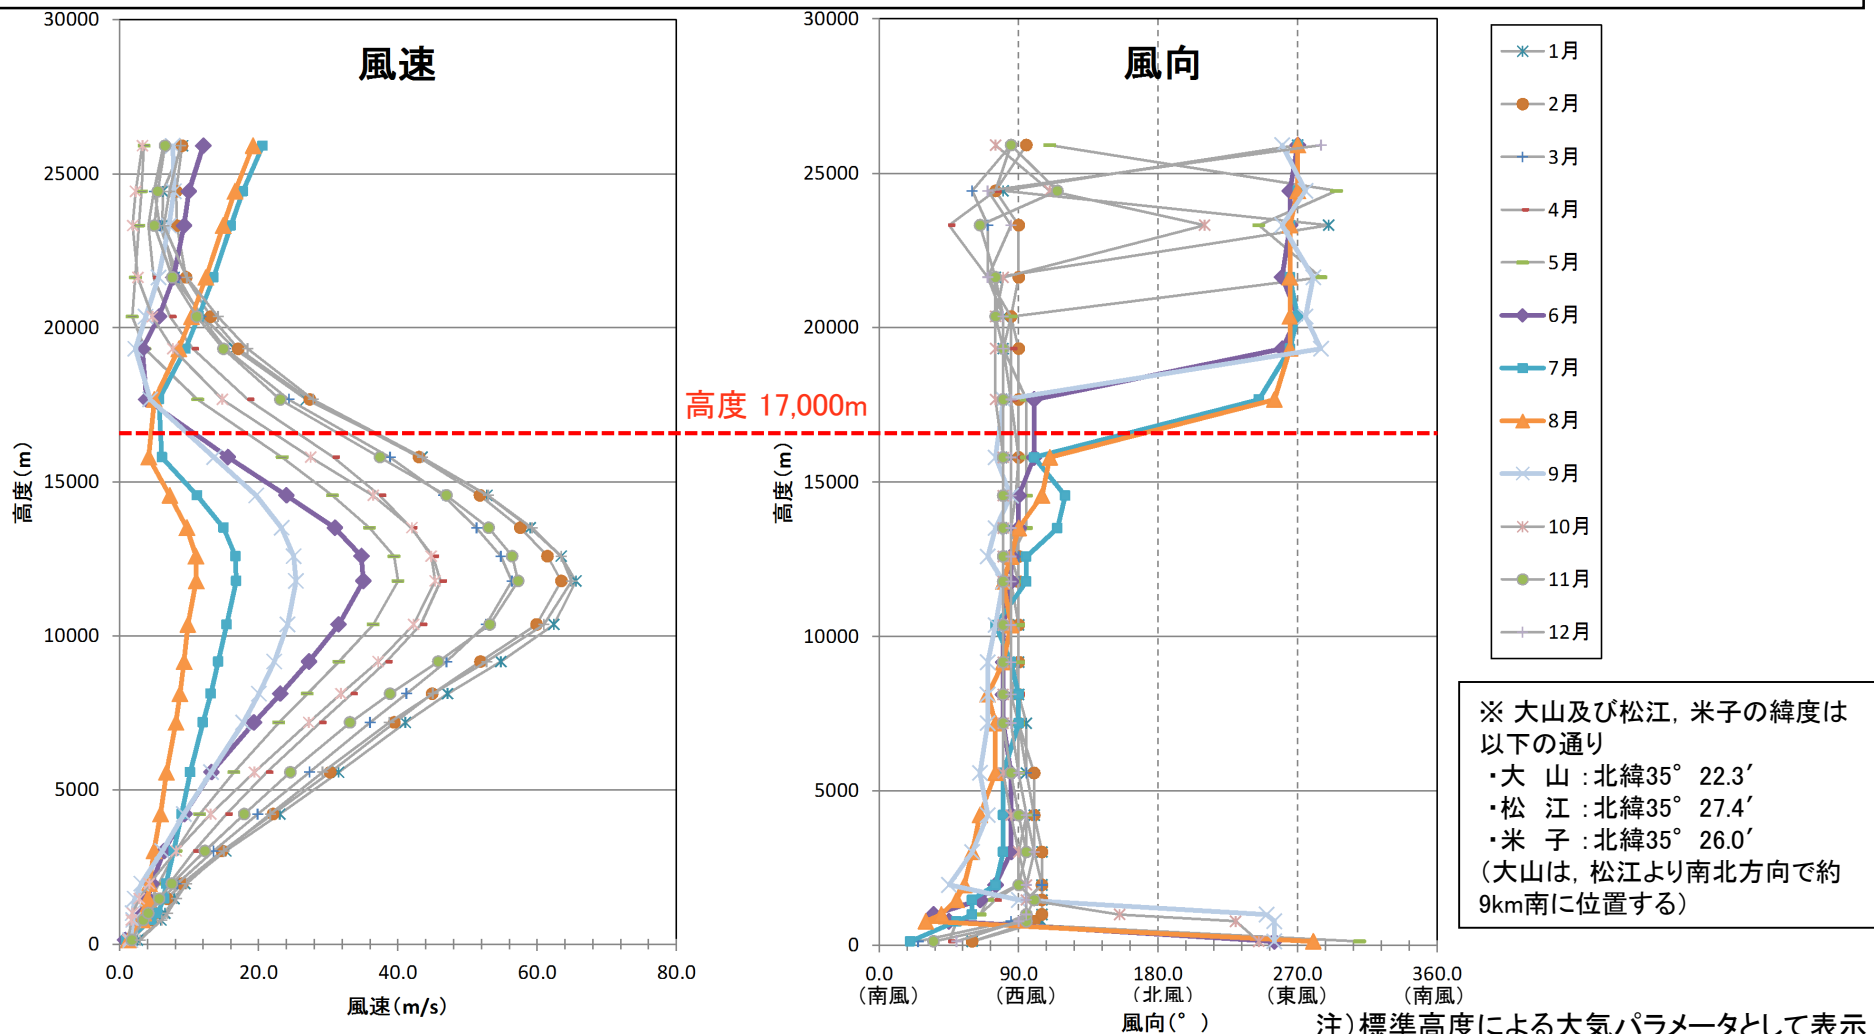 風速
30000
25000
20000
15000
10000
5000
0
高度(m)
0.0
20.0
40.0
60.0
80.0
風速(m/s)
高度 17,000m
風向
30000
25000
20000
15000
10000
5000
0
高度(m)
0.0
90.0
180.0
270.0
360.0
(南風)
(西風)
(北風)
(東風)
(南風)
風向(°)
1月
2月
3月
4月
5月
6月
7月
8月
9月
10月
11月
12月
※ 大山及び松江, 米子の緯度は
以下の通り
・大 山 :北緯35° 22.3′
・松 江 :北緯35° 27.4′
・米 子 :北緯35° 26.0′
(大山は, 松江より南北方向で約
9km南に位置する)
注)標準高度による大気パラメータとして表示